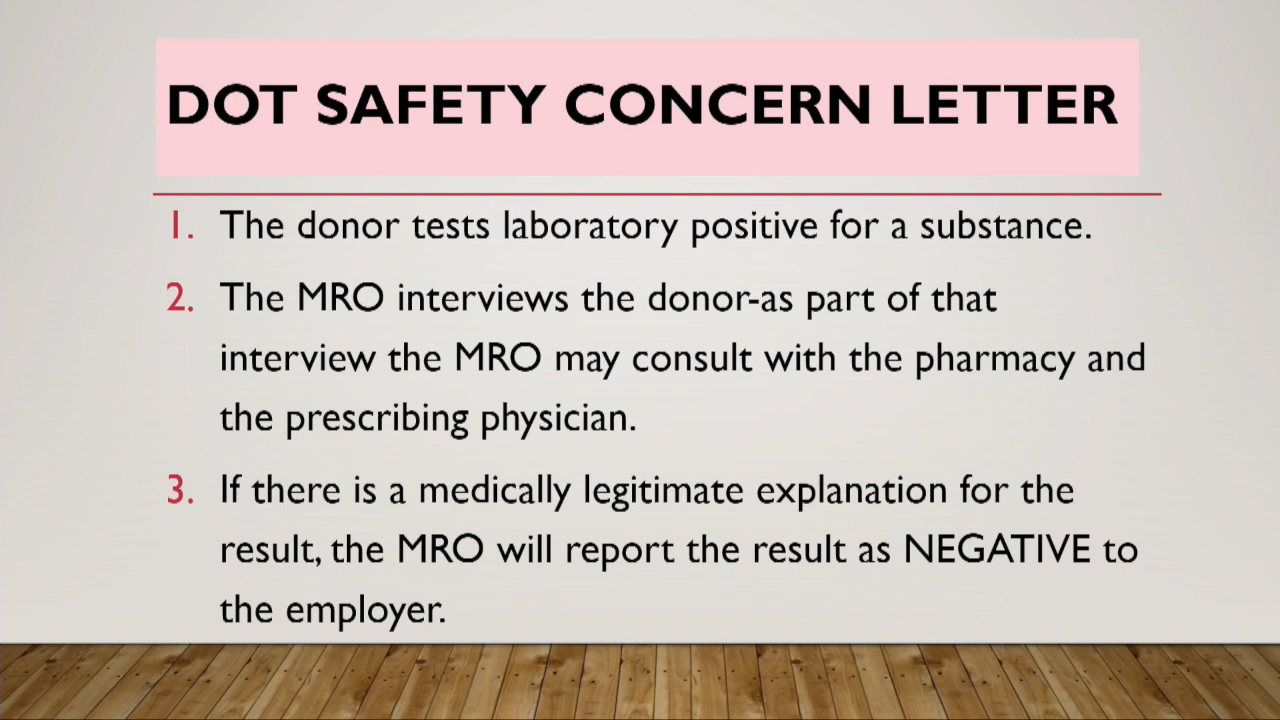 DOT SAFETY CONCERN LETTER
1. The donor tests laboratory positive for a substance.
2. The MRO interviews the donor-as part of that
interview the MRO may consult with the pharmacy and
the prescribing physician.
3. If there is a medically legitimate explanation for the
result, the MRO will report the result as NEGATIVE to
the employer.